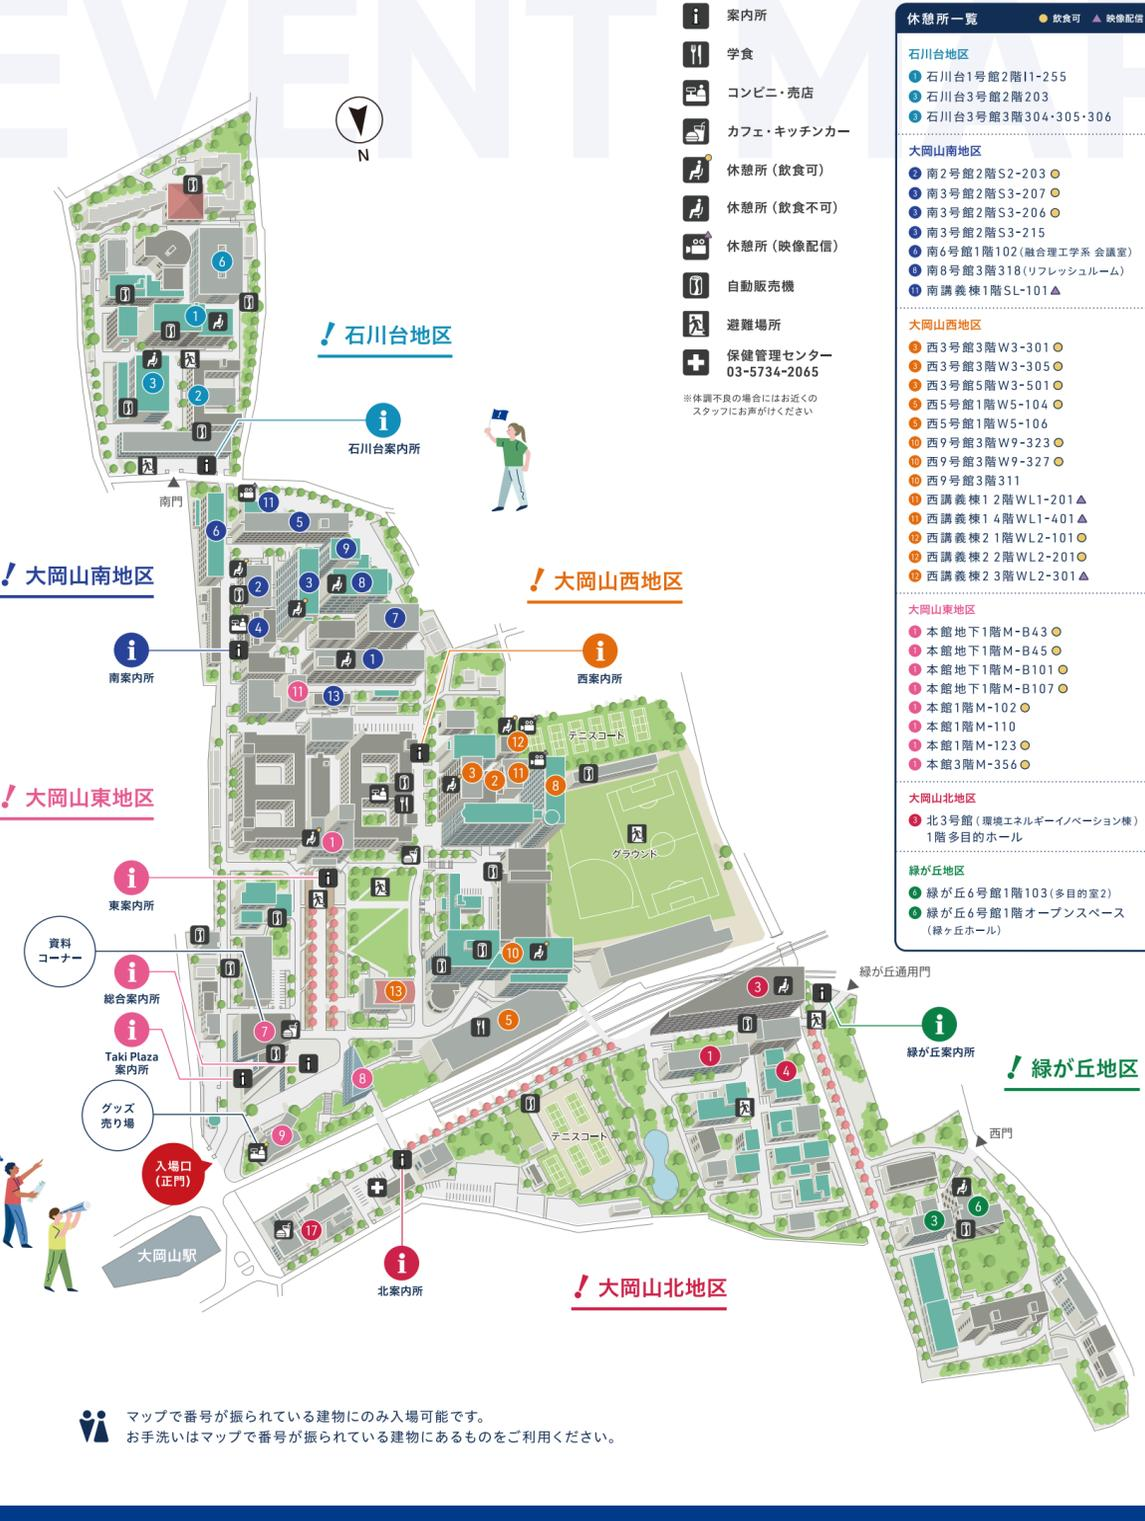 EVENT MAP
案内所
学食
コンビニ・売店
カフェ・キッチンカー
休憩所（飲食可）
休憩所（飲食不可）
休憩所（映像配信）
自動販売機
避難場所
保健管理センター
03-5734-2065
※体調不良の場合にはお近くの
スタッフにお声がけください
休憩所一覧 飲食可 映像配信
石川台地区
1 石川台1号館2階I1-255
3 石川台3号館2階203
3 石川台3号館3階304・305・306
大岡山南地区
2 南2号館2階S2-203
3 南3号館2階S3-207
3 南3号館2階S3-206
3 南3号館2階S3-215
6 南6号館1階102（融合理工学系 会議室）
8 南8号館3階318（リフレッシュルーム）
11 南講義棟1階SL-101
大岡山西地区
3 西3号館3階W3-301
3 西3号館3階W3-305
3 西3号館5階W3-501
5 西5号館1階W5-104
5 西5号館1階W5-106
10 西9号館3階W9-323
10 西9号館3階W9-327
10 西9号館3階311
11 西講義棟1 2階WL1-201
11 西講義棟1 4階WL1-401
12 西講義棟2 1階WL2-101
12 西講義棟2 2階WL2-201
12 西講義棟2 3階WL2-301
大岡山東地区
1 本館地下1階M-B43
1 本館地下1階M-B45
1 本館地下1階M-B101
1 本館地下1階M-B107
1 本館1階M-102
1 本館1階M-110
1 本館1階M-123
1 本館3階M-356
大岡山北地区
3 北3号館（環境エネルギーイノベーション棟）
1階多目的ホール
緑が丘地区
6 緑が丘6号館1階103（多目的室2）
6 緑が丘6号館1階オープンスペース
（緑ヶ丘ホール）
N
6
1
3
2
! 石川台地区
i
石川台案内所
南門
11
5
6
9
2
3
8
7
4
1
11
13
! 大岡山南地区
i
南案内所
! 大岡山西地区
i
西案内所
テニスコート
12
3
2
11
8
グラウンド
! 大岡山東地区
1
i
東案内所
資料
コーナー
i
総合案内所
i
Taki Plaza
案内所
グッズ
売り場
入場口
（正門）
10
13
5
7
8
9
3
緑が丘通用門
i
緑が丘案内所
! 緑が丘地区
1
4
テニスコート
西門
6
3
17
大岡山駅
i
北案内所
! 大岡山北地区
マップで番号が振られている建物にのみ入場可能です。
お手洗いはマップで番号が振られている建物にあるものをご利用ください。